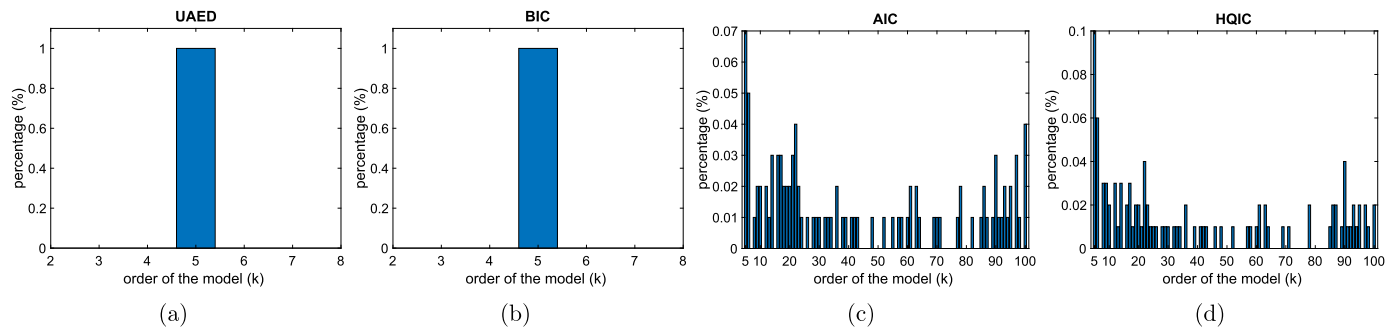 UAED
percentage (%)
1
0.8
0.6
0.4
0.2
0
2 3 4 5 6 7 8
order of the model (k)
(a)
BIC
percentage (%)
1
0.8
0.6
0.4
0.2
0
2 3 4 5 6 7 8
order of the model (k)
(b)
AIC
percentage (%)
0.07
0.06
0.05
0.04
0.03
0.02
0.01
0
5 10 20 30 40 50 60 70 80 90 100
order of the model (k)
(c)
HQIC
percentage (%)
0.1
0.08
0.06
0.04
0.02
0
5 10 20 30 40 50 60 70 80 90 100
order of the model (k)
(d)